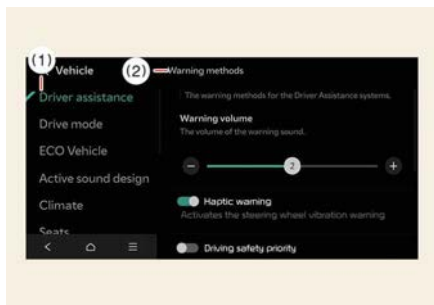 (1)
Vehicle
(2)
Warning methods
Driver assistance
Drive mode
ECO Vehicle
Active sound design
Climate
Seats
The warning methods for the Driver Assistance systems.
Warning volume
The volume of the warning sound.
2
Haptic warning
Activates the steering wheel vibration warning
Driving safety priority